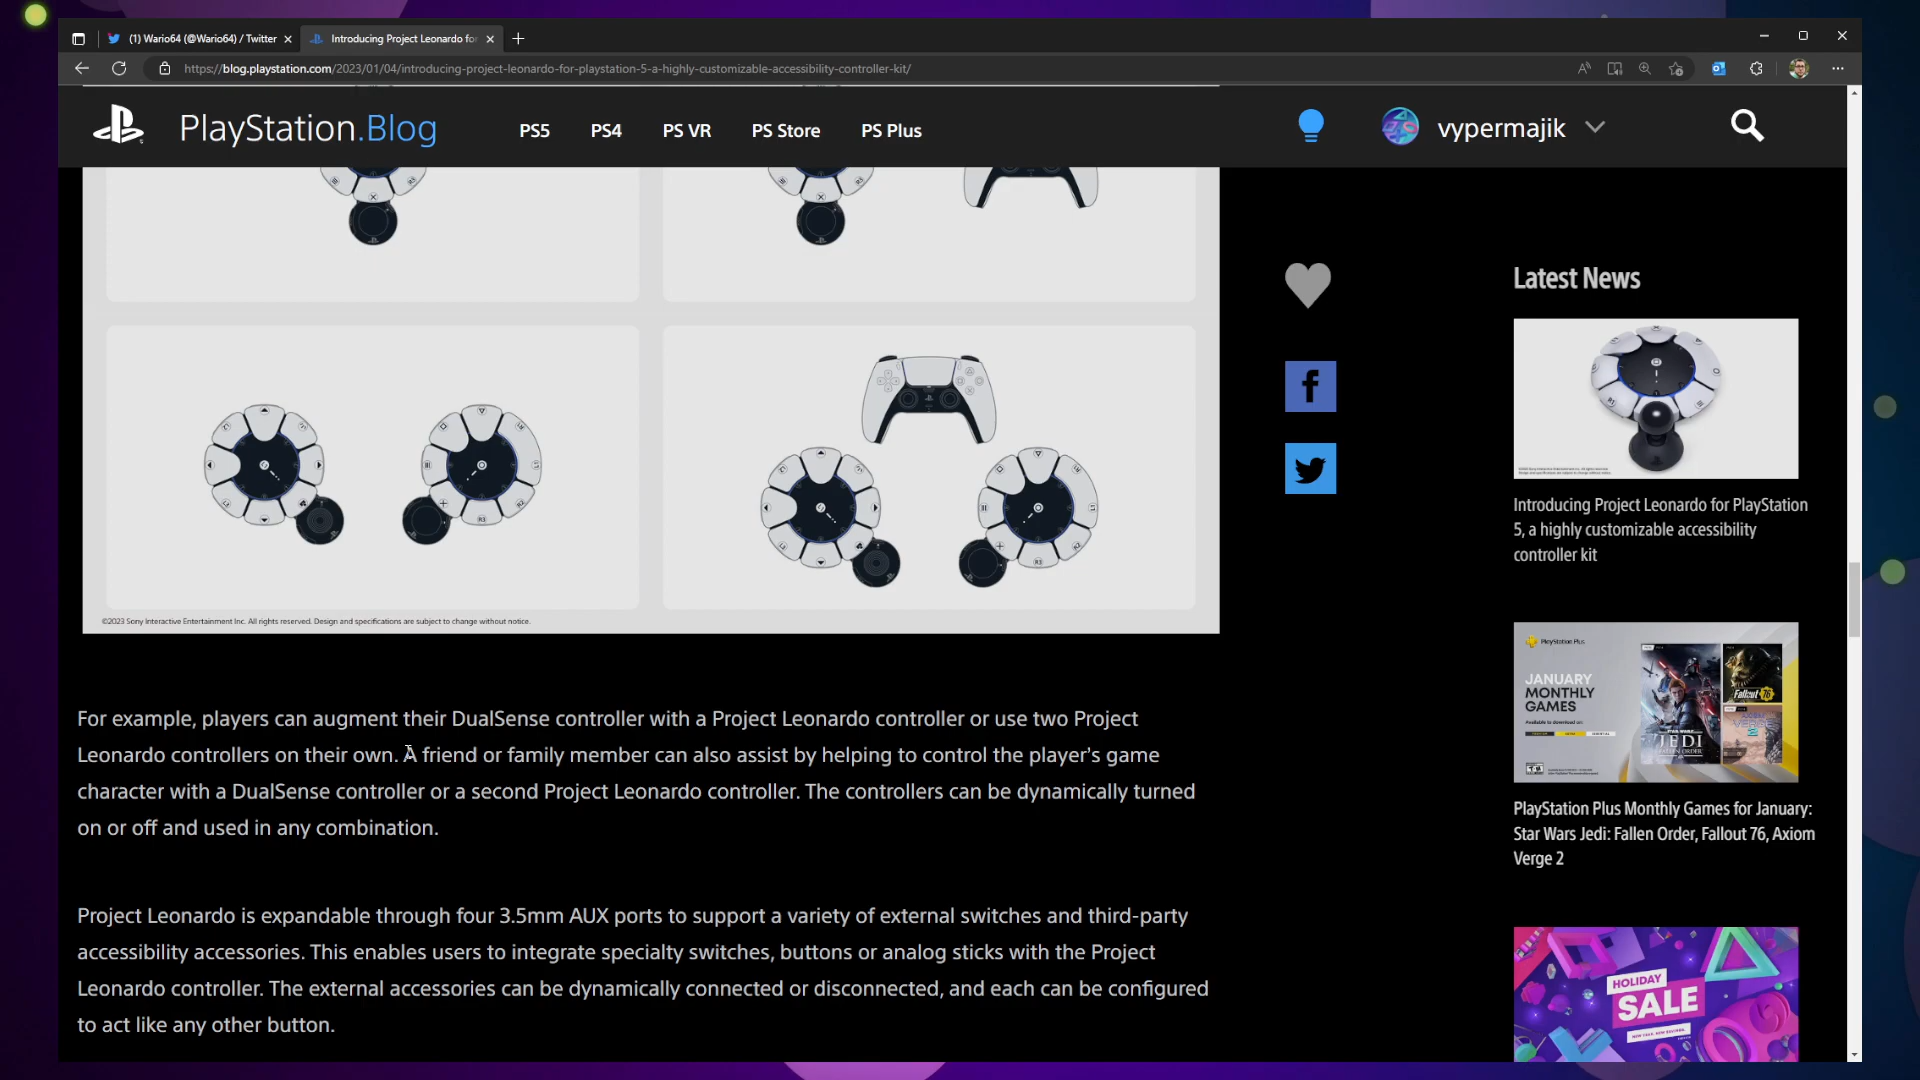 (1) Wario64 (@Wario64) / Twitter
Introducing Project Leonardo for
https://blog.playstation.com/2023/01/04/introducing-project-leonardo-for-playstation-5-a-highly-customizable-accessibility-controller-kit/
PlayStation.Blog
PS5
PS4
PS VR
PS Store
PS Plus
vypermajik
©2023 Sony Interactive Entertainment Inc. All rights reserved. Design and specifications are subject to change without notice.
For example, players can augment their DualSense controller with a Project Leonardo controller or use two Project
Leonardo controllers on their own. A friend or family member can also assist by helping to control the player’s game
character with a DualSense controller or a second Project Leonardo controller. The controllers can be dynamically turned
on or off and used in any combination.
Project Leonardo is expandable through four 3.5mm AUX ports to support a variety of external switches and third-party
accessibility accessories. This enables users to integrate specialty switches, buttons or analog sticks with the Project
Leonardo controller. The external accessories can be dynamically connected or disconnected, and each can be configured
to act like any other button.
Latest News
Introducing Project Leonardo for PlayStation
5, a highly customizable accessibility
controller kit
PlayStation Plus
JANUARY
MONTHLY
GAMES
JEDI
Fallout 76
PlayStation Plus Monthly Games for January:
Star Wars Jedi: Fallen Order, Fallout 76, Axiom
Verge 2
HOLIDAY
SALE